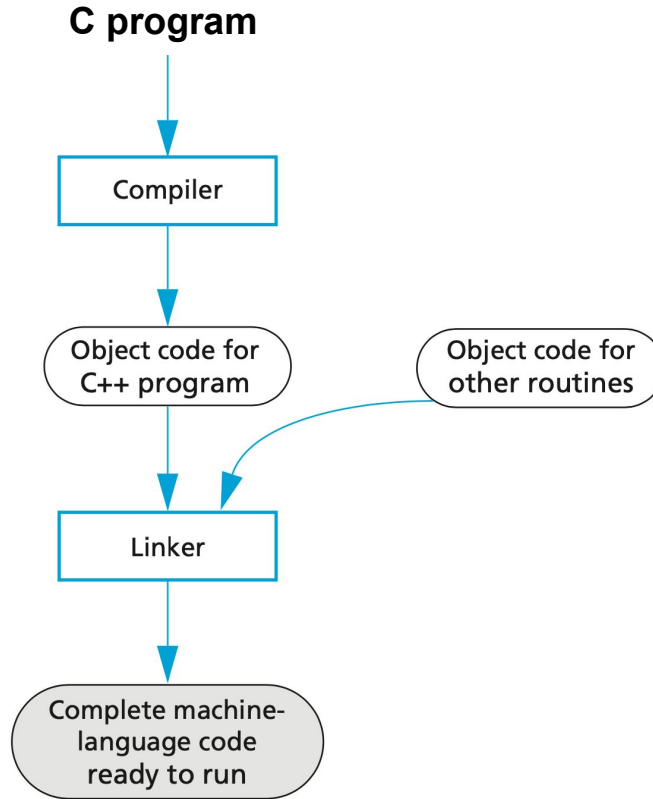 C program
Compiler
Object code for
C++ program
Object code for
other routines
Linker
Complete machine-
language code
ready to run